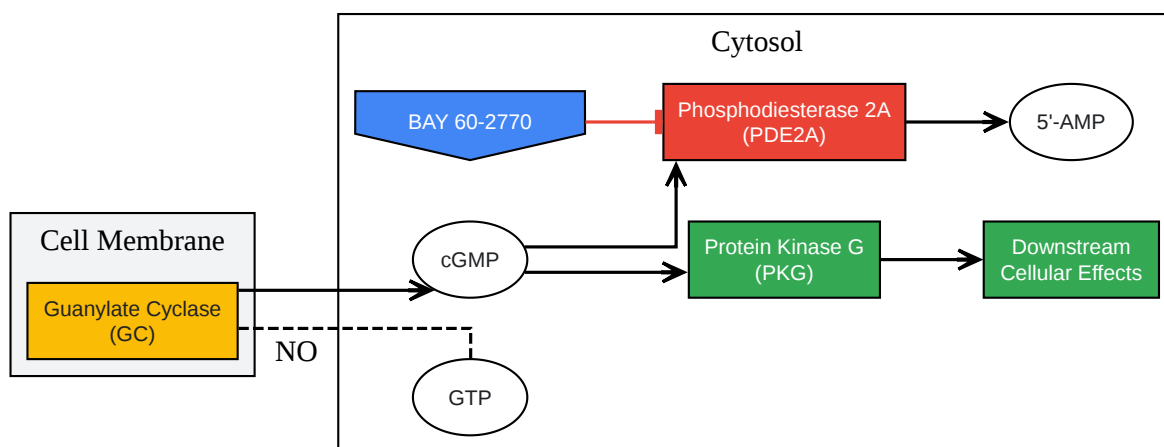 Cytosol
BAY 60-2770
Phosphodiesterase 2A
(PDE2A)
5'-AMP
Cell Membrane
Guanylate Cyclase
(GC)
cGMP
Protein Kinase G
(PKG)
Downstream
Cellular Effects
NO
GTP